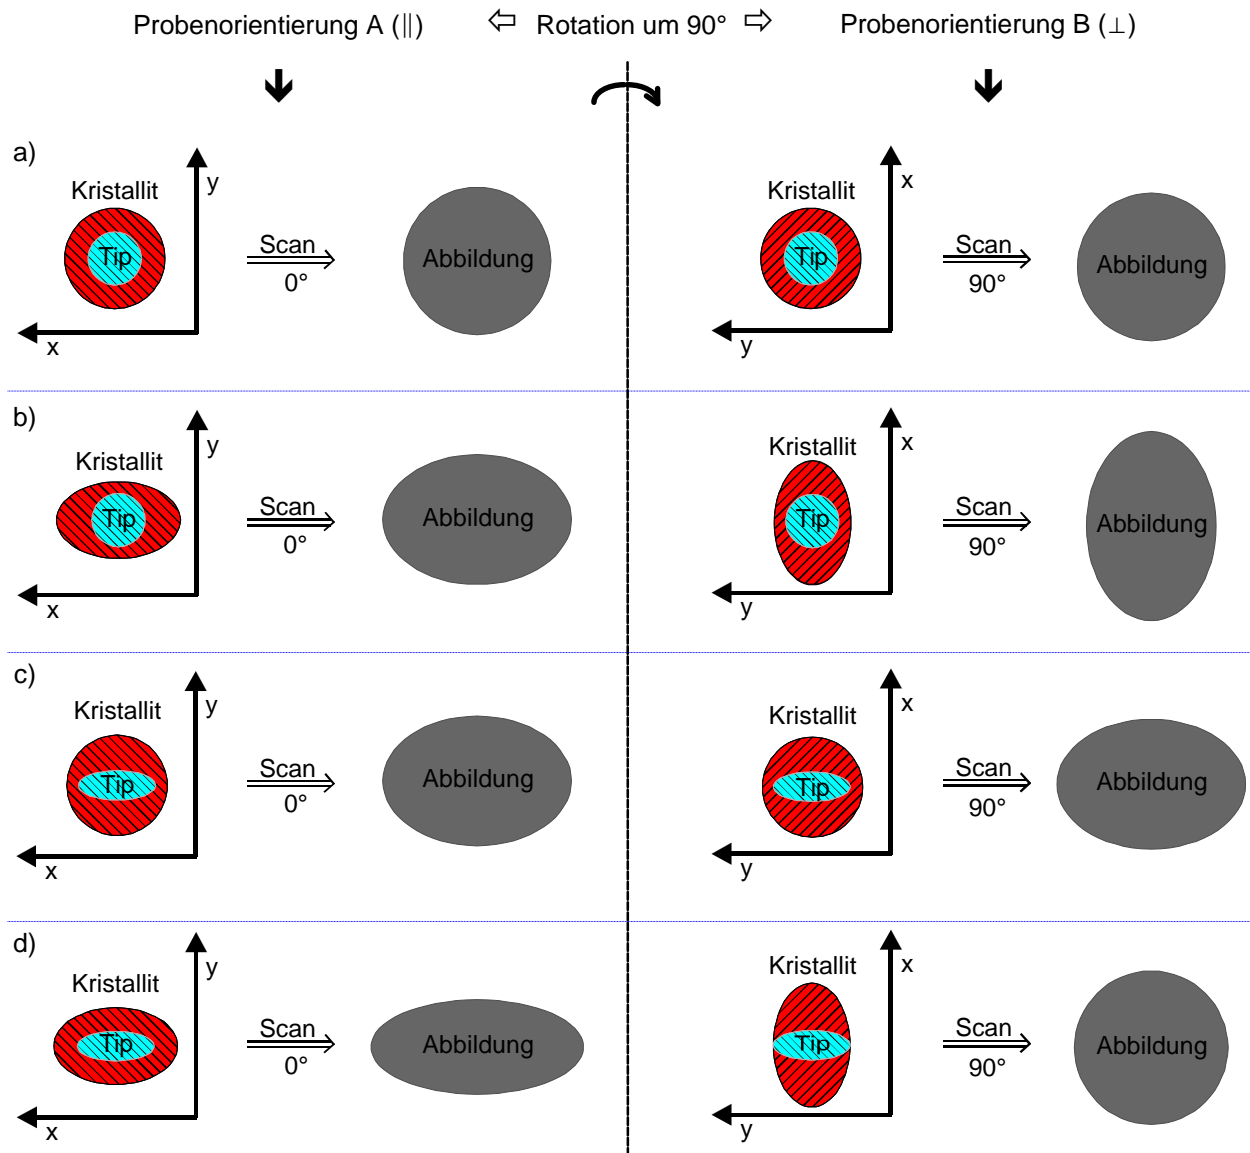 Probenorientierung A (||) ⇦ Rotation um 90° ⇨ Probenorientierung B (⊥)
a)
Kristallit
Tip
y
x
Scan
0°
Abbildung
Kristallit
Tip
x
y
Scan
90°
Abbildung
b)
Kristallit
Tip
y
x
Scan
0°
Abbildung
Kristallit
Tip
x
y
Scan
90°
Abbildung
c)
Kristallit
Tip
y
x
Scan
0°
Abbildung
Kristallit
Tip
x
y
Scan
90°
Abbildung
d)
Kristallit
Tip
y
x
Scan
0°
Abbildung
Kristallit
Tip
x
y
Scan
90°
Abbildung